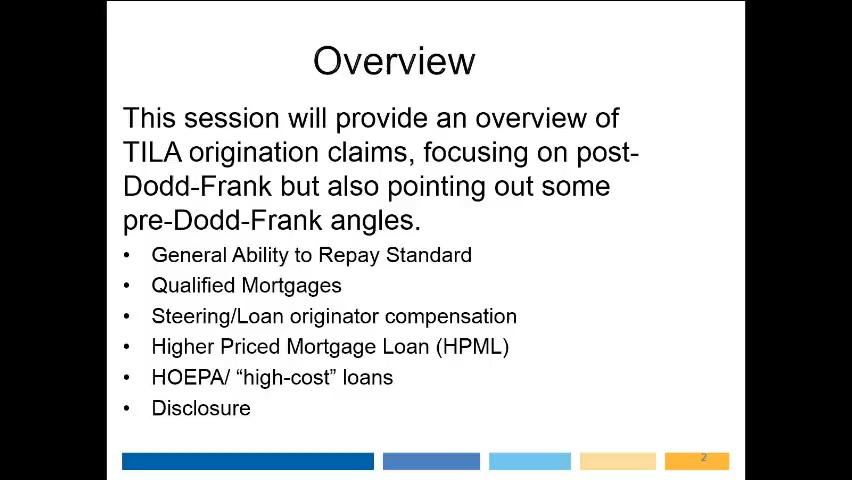 Overview
This session will provide an overview of
TILA origination claims, focusing on post-
Dodd-Frank but also pointing out some
pre-Dodd-Frank angles.
• General Ability to Repay Standard
• Qualified Mortgages
• Steering/Loan originator compensation
• Higher Priced Mortgage Loan (HPML)
• HOEPA/ “high-cost” loans
• Disclosure
2